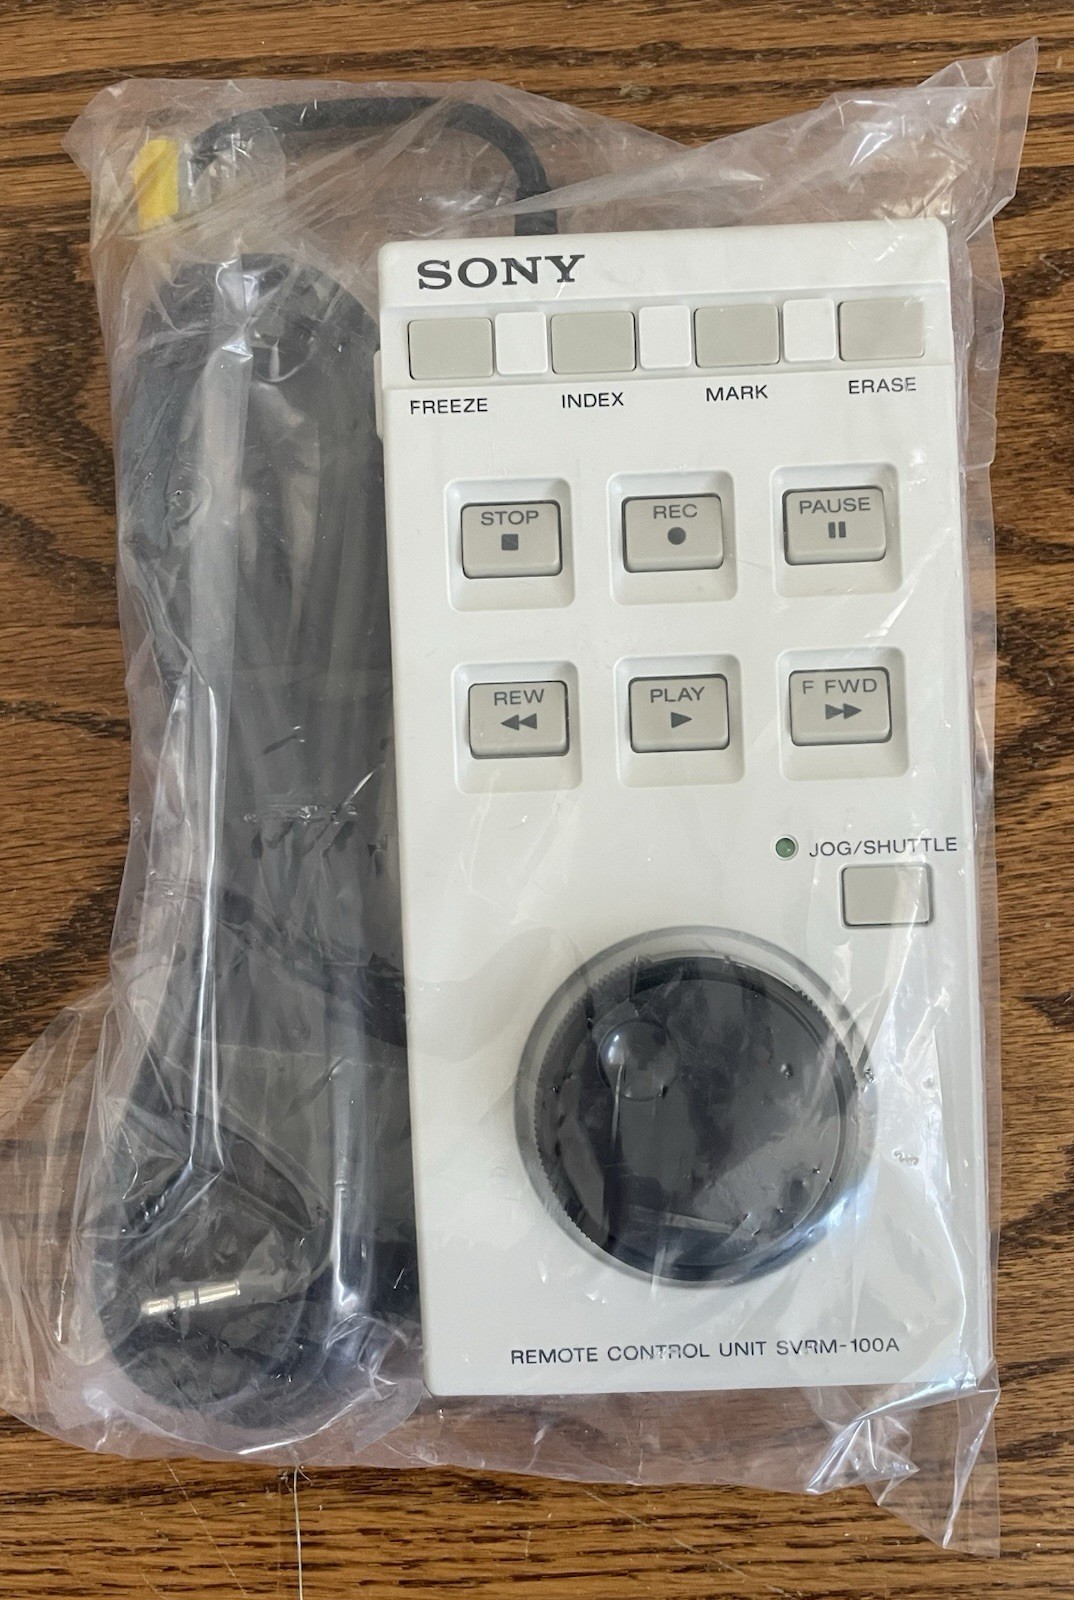 SONY
FREEZE INDEX MARK ERASE
STOP REC PAUSE
REW PLAY F FWD
JOG/SHUTTLE
REMOTE CONTROL UNIT SVRM-100A